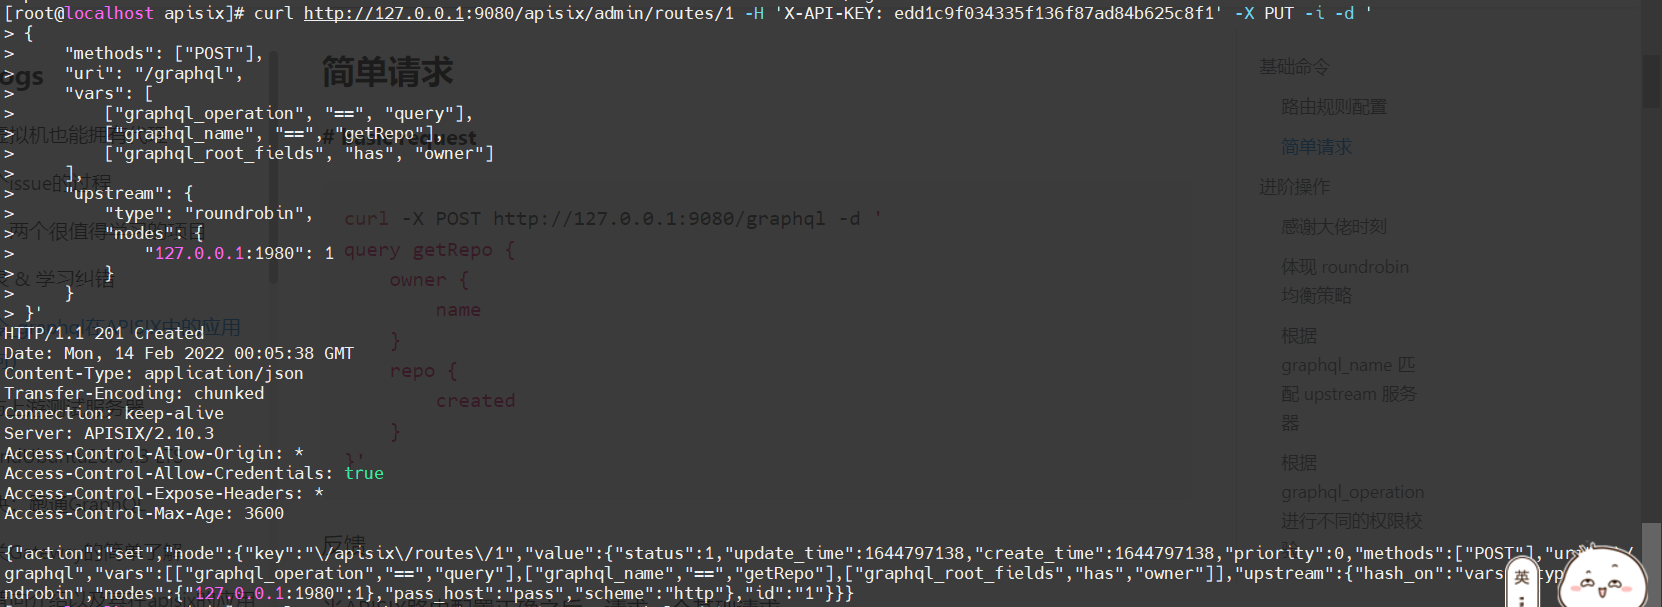 [root@localhost apisix]# curl http://127.0.0.1:9080/apisix/admin/routes/1 -H 'X-API-KEY: edd1c9f034335f136f87ad84b625c8f1' -X PUT -i -d '
> {
>     "methods": ["POST"],
>     "uri": "/graphql",
>     "vars": [
>         ["graphql_operation", "==", "query"],
>         ["graphql_name", "==", "getRepo"],
>         ["graphql_root_fields", "has", "owner"]
>     ],
>     "upstream": {
>         "type": "roundrobin",
>         "nodes": {
>             "127.0.0.1:1980": 1
>         }
>     }
> }'
HTTP/1.1 201 Created
Date: Mon, 14 Feb 2022 00:05:38 GMT
Content-Type: application/json
Transfer-Encoding: chunked
Connection: keep-alive
Server: APISIX/2.10.3
Access-Control-Allow-Origin: *
Access-Control-Allow-Credentials: true
Access-Control-Expose-Headers: *
Access-Control-Max-Age: 3600
{"action":"set","node":{"key":"\/apisix\/routes\/1","value":{"status":1,"update_time":1644797138,"create_time":1644797138,"priority":0,"methods":["POST"],
graphql","vars":[["graphql_operation","==","query"],["graphql_name","==","getRepo"],["graphql_root_fields","has","owner"]],"upstream":{"hash_on":"vars
ndrobin","nodes":{"127.0.0.1:1980":1},"pass_host":"pass","scheme":"http"},"id":"1"}}}
简单请求
curl -X POST http://127.0.0.1:9080/graphql -d '
query getRepo {
owner {
name
}
repo {
created
}
}'
反馈
基础命令
路由规则配置
简单请求
进阶操作
感谢大佬时刻
体现 roundrobin
均衡策略
根据
graphql_name 匹
配 upstream 服务
器
根据
graphql_operation
进行不同的权限校
英